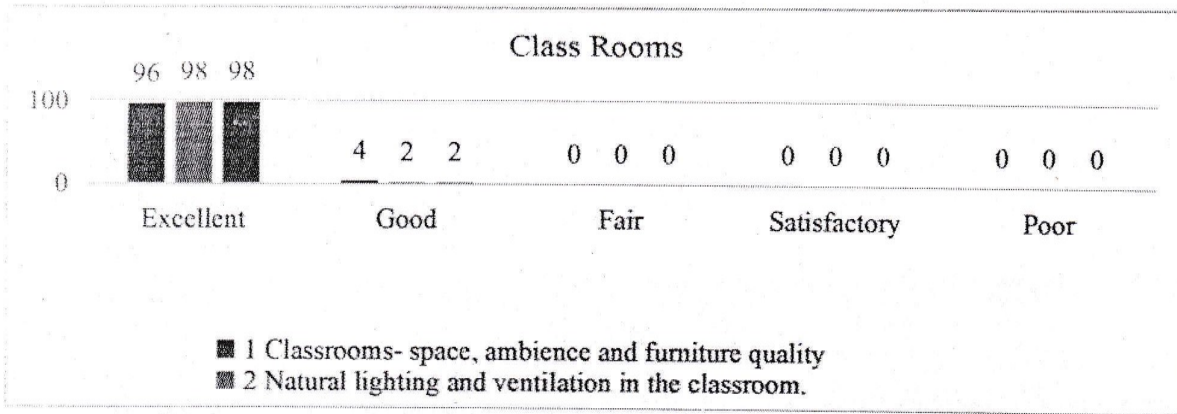 Class Rooms
96 98 98
100
4 2 2 0 0 0 0 0 0 0 0 0
0
Excellent Good Fair Satisfactory Poor
1 Classrooms- space, ambience and furniture quality
2 Natural lighting and ventilation in the classroom.